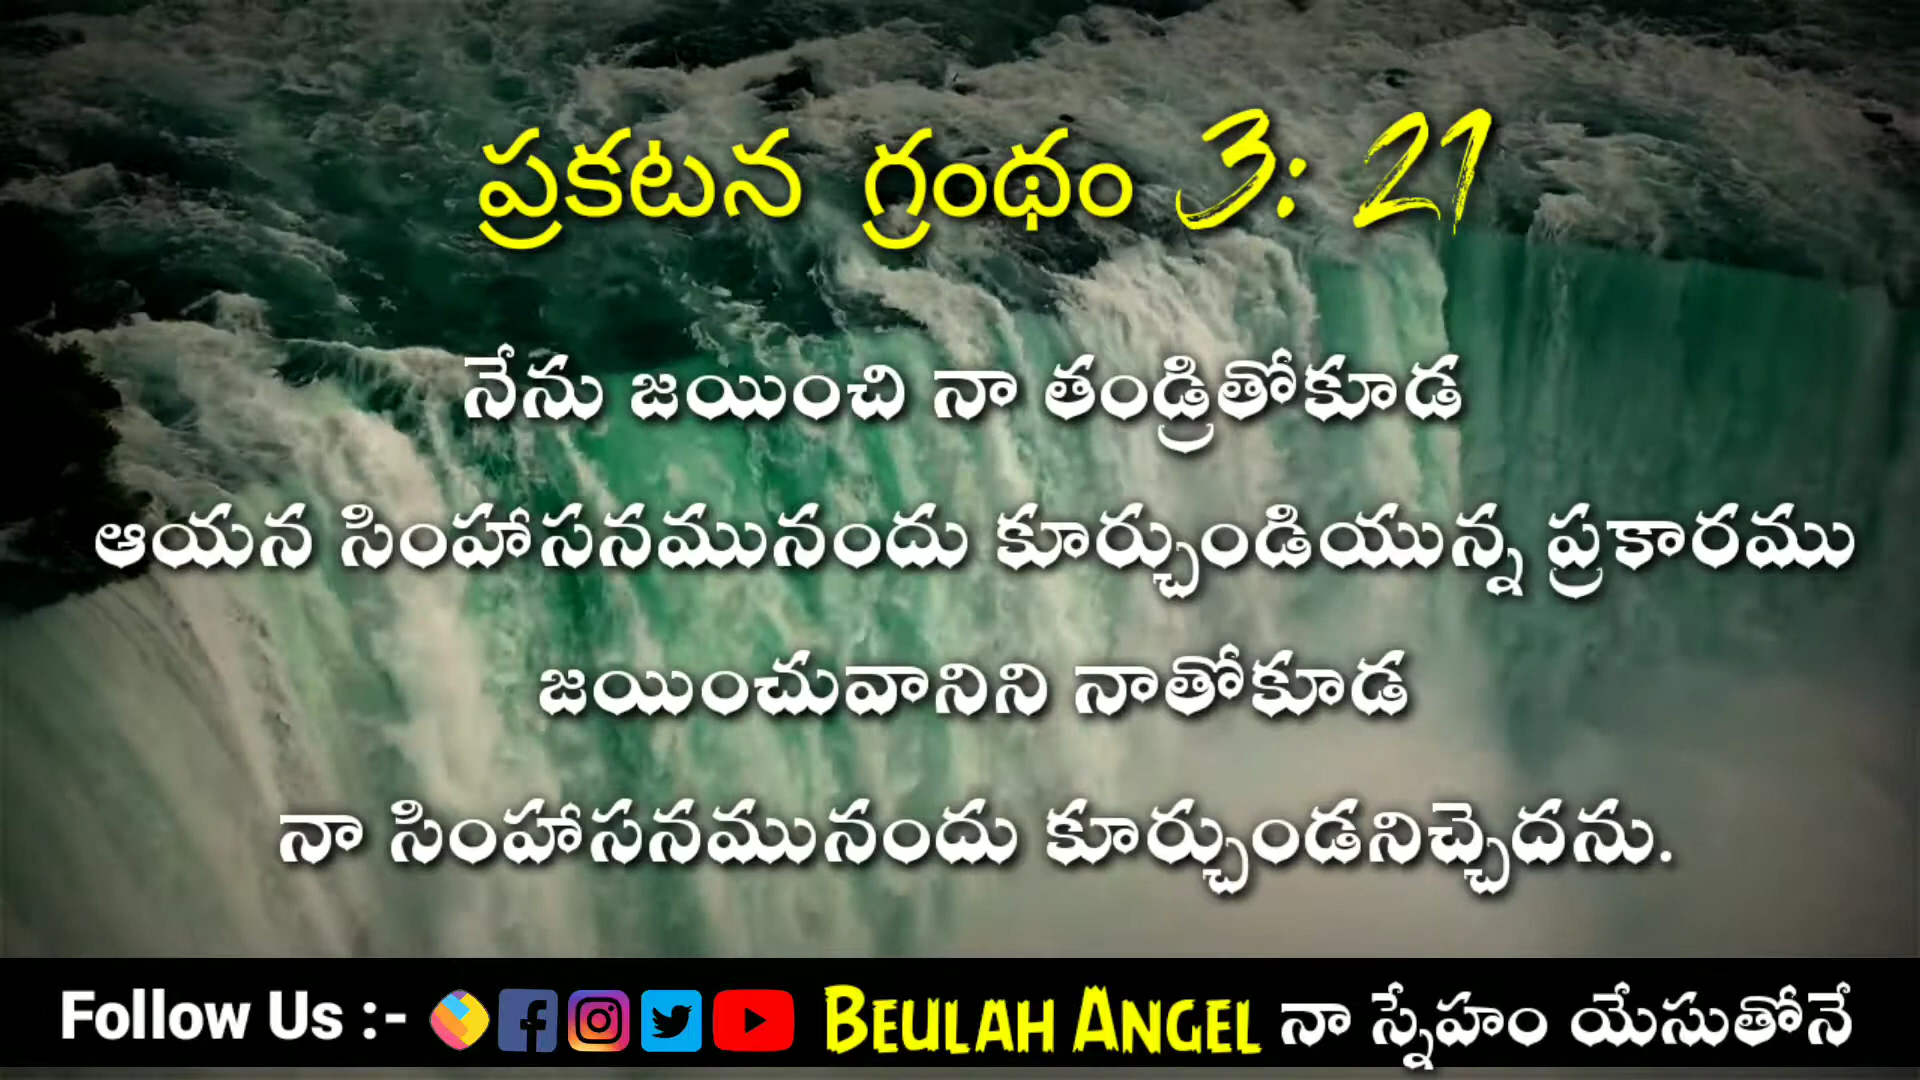 ప్రకటన గ్రంథం 3: 21
నేను జయించి నా తండ్రితోకూడ
ఆయన సింహాసనమునందు కూర్చుండియున్న ప్రకారము
జయించువానిని నాతోకూడ
నా సింహాసనమునందు కూర్చుండనిచ్చెదను.
Follow Us :- BEULAH ANGEL నా స్నేహం యేసుతోనే